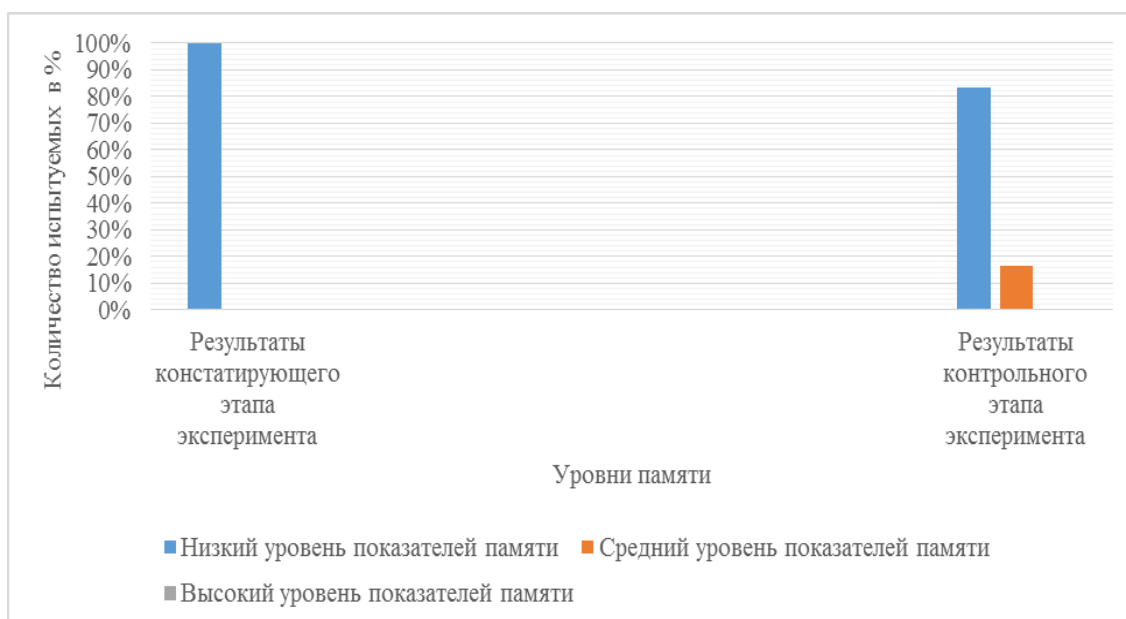 Количество испытуемых в %
100%
90%
80%
70%
60%
50%
40%
30%
20%
10%
0%
Результаты
констатирующего
этапа
эксперимента
Результаты
контрольного
этапа
эксперимента
Уровни памяти
Низкий уровень показателей памяти
Средний уровень показателей памяти
Высокий уровень показателей памяти